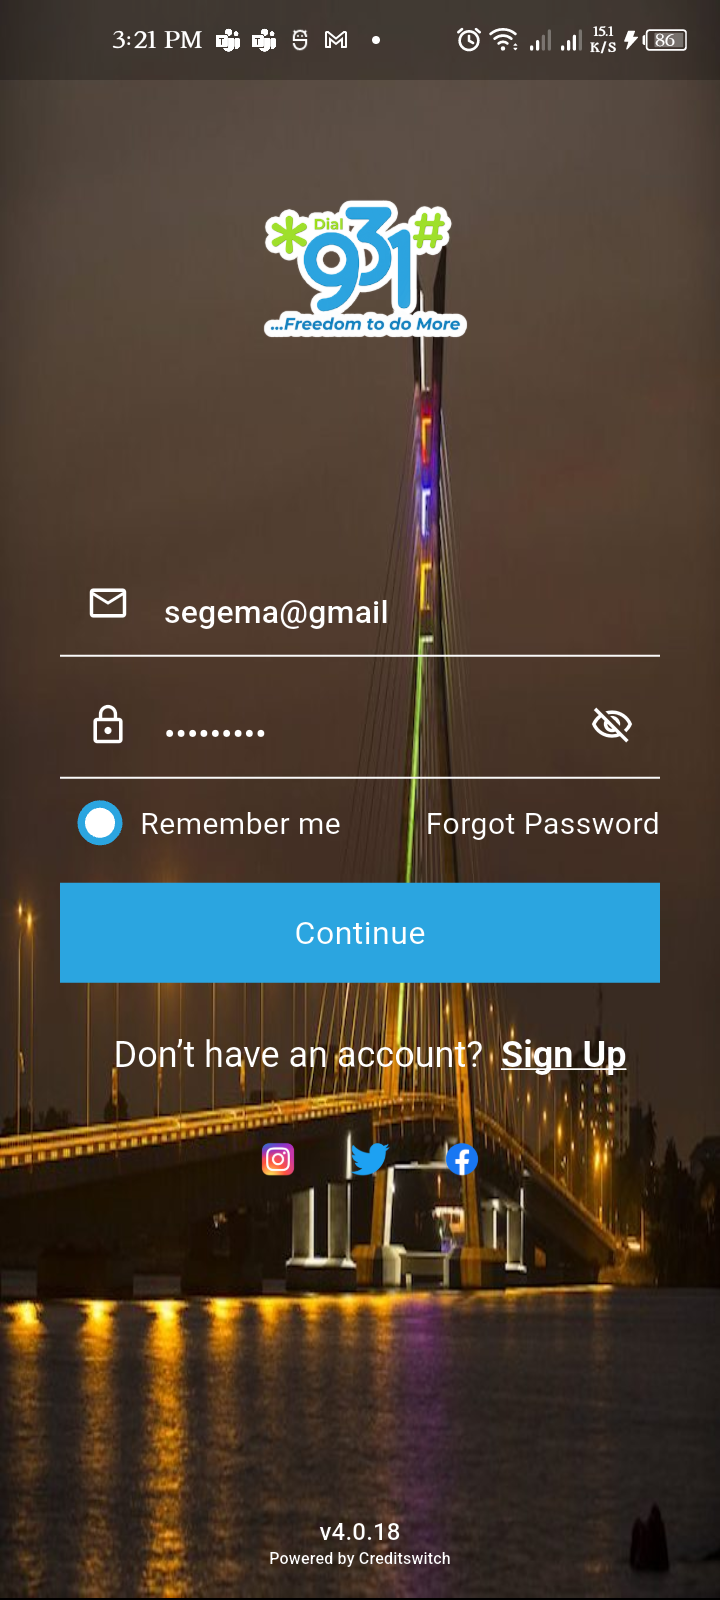 3:21 PM
15.1
K/S
86
*Dial 931#
...Freedom to do More
segema@gmail
•••••••••
Remember me
Forgot Password
Continue
Don't have an account? Sign Up
v4.0.18
Powered by Creditswitch